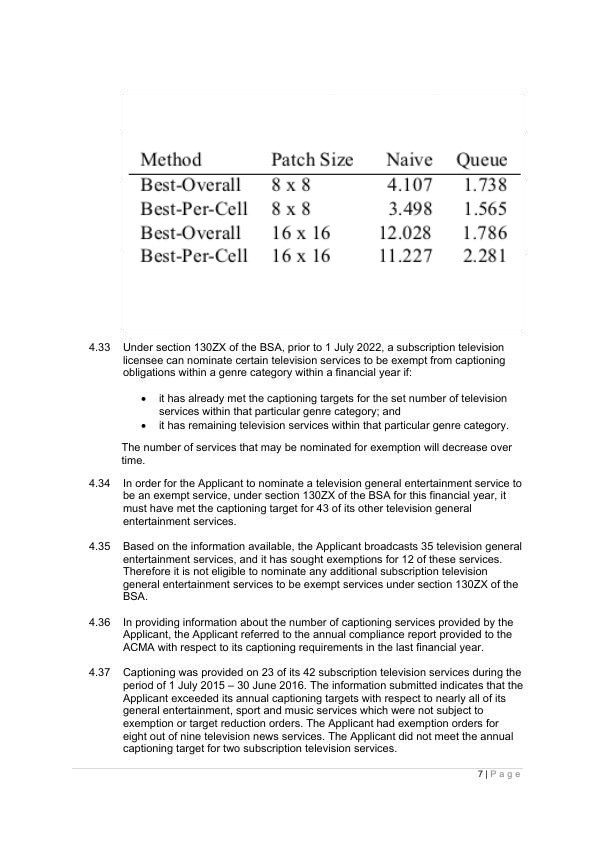 Method Patch Size Naive Queue
Best-Overall 8 x 8 4.107 1.738
Best-Per-Cell 8 x 8 3.498 1.565
Best-Overall 16 x 16 12.028 1.786
Best-Per-Cell 16 x 16 11.227 2.281
4.33 Under section 130ZX of the BSA, prior to 1 July 2022, a subscription television
licensee can nominate certain television services to be exempt from captioning
obligations within a genre category within a financial year if:
• it has already met the captioning targets for the set number of television
services within that particular genre category; and
• it has remaining television services within that particular genre category.
The number of services that may be nominated for exemption will decrease over
time.
4.34 In order for the Applicant to nominate a television general entertainment service to
be an exempt service, under section 130ZX of the BSA for this financial year, it
must have met the captioning target for 43 of its other television general
entertainment services.
4.35 Based on the information available, the Applicant broadcasts 35 television general
entertainment services, and it has sought exemptions for 12 of these services.
Therefore it is not eligible to nominate any additional subscription television
general entertainment services to be exempt services under section 130ZX of the
BSA.
4.36 In providing information about the number of captioning services provided by the
Applicant, the Applicant referred to the annual compliance report provided to the
ACMA with respect to its captioning requirements in the last financial year.
4.37 Captioning was provided on 23 of its 42 subscription television services during the
period of 1 July 2015 – 30 June 2016. The information submitted indicates that the
Applicant exceeded its annual captioning targets with respect to nearly all of its
general entertainment, sport and music services which were not subject to
exemption or target reduction orders. The Applicant had exemption orders for
eight out of nine television news services. The Applicant did not meet the annual
captioning target for two subscription television services.
7 | Page